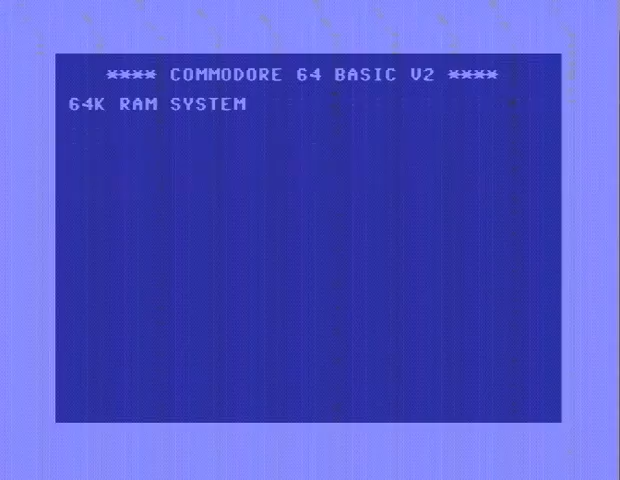 **** COMMODORE 64 BASIC V2 ****
64K RAM SYSTEM